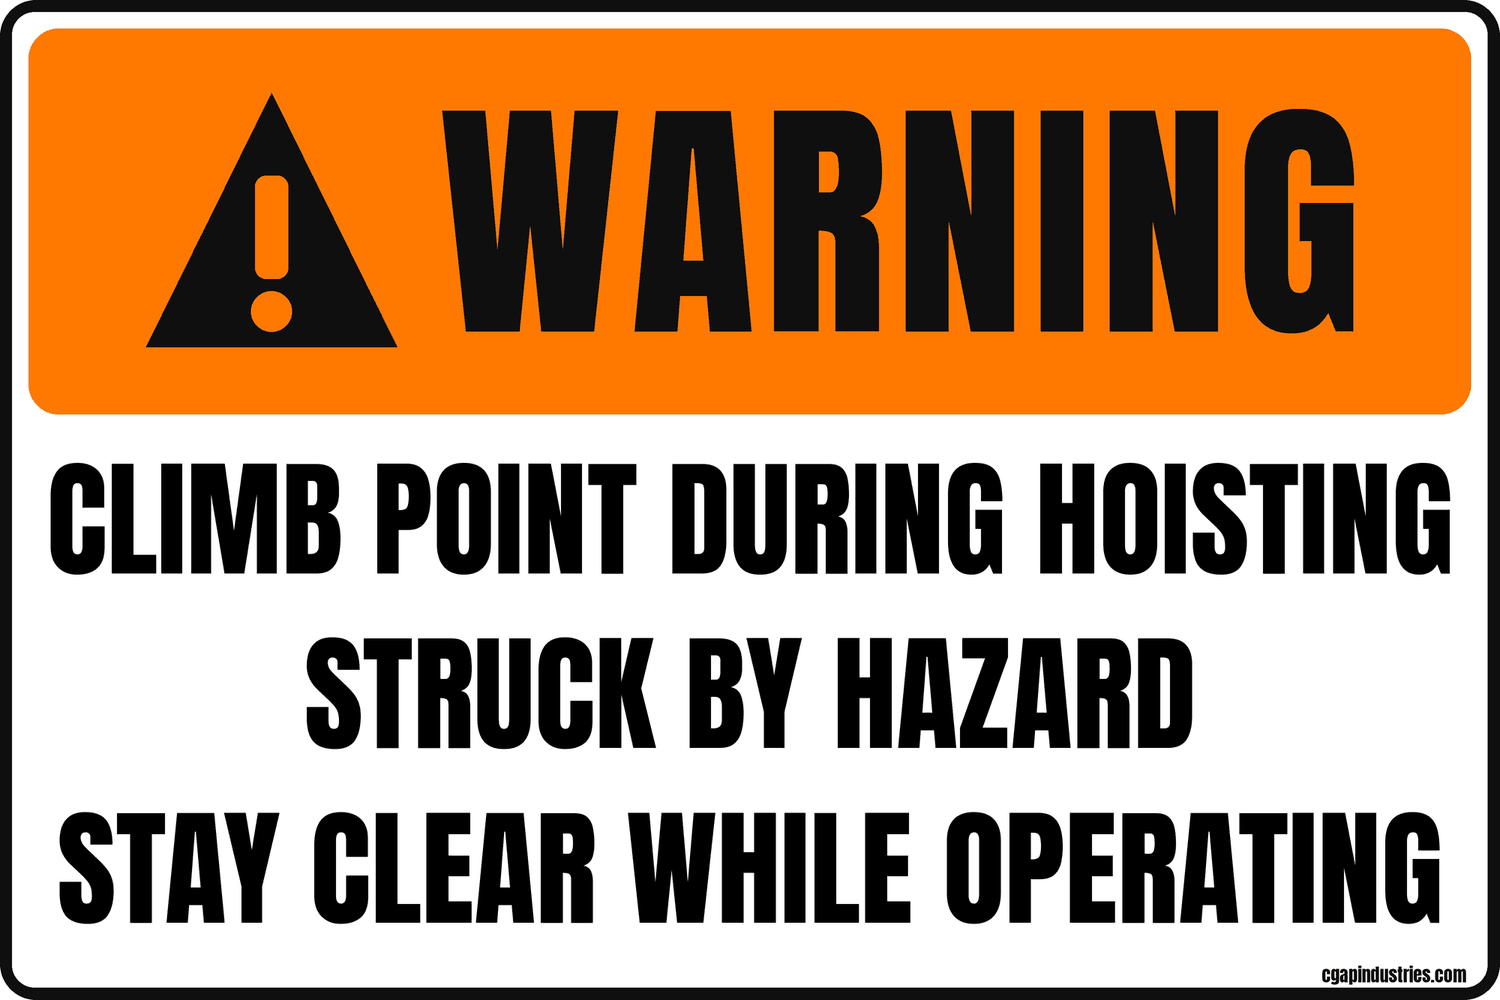 WARNING
CLIMB POINT DURING HOISTING
STRUCK BY HAZARD
STAY CLEAR WHILE OPERATING
cgapindustries.com